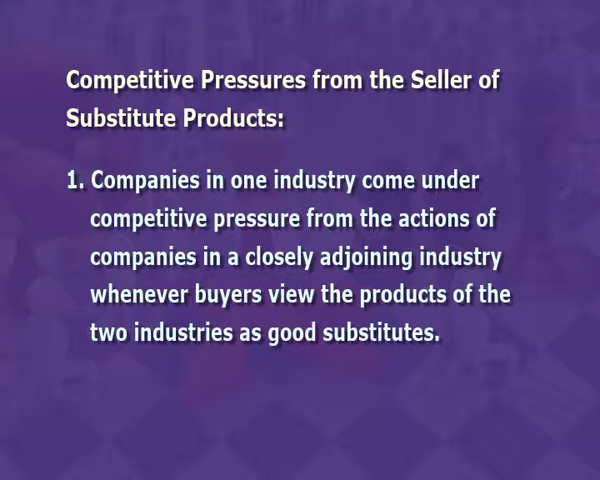 Competitive Pressures from the Seller of
Substitute Products:
1. Companies in one industry come under
competitive pressure from the actions of
companies in a closely adjoining industry
whenever buyers view the products of the
two industries as good substitutes.